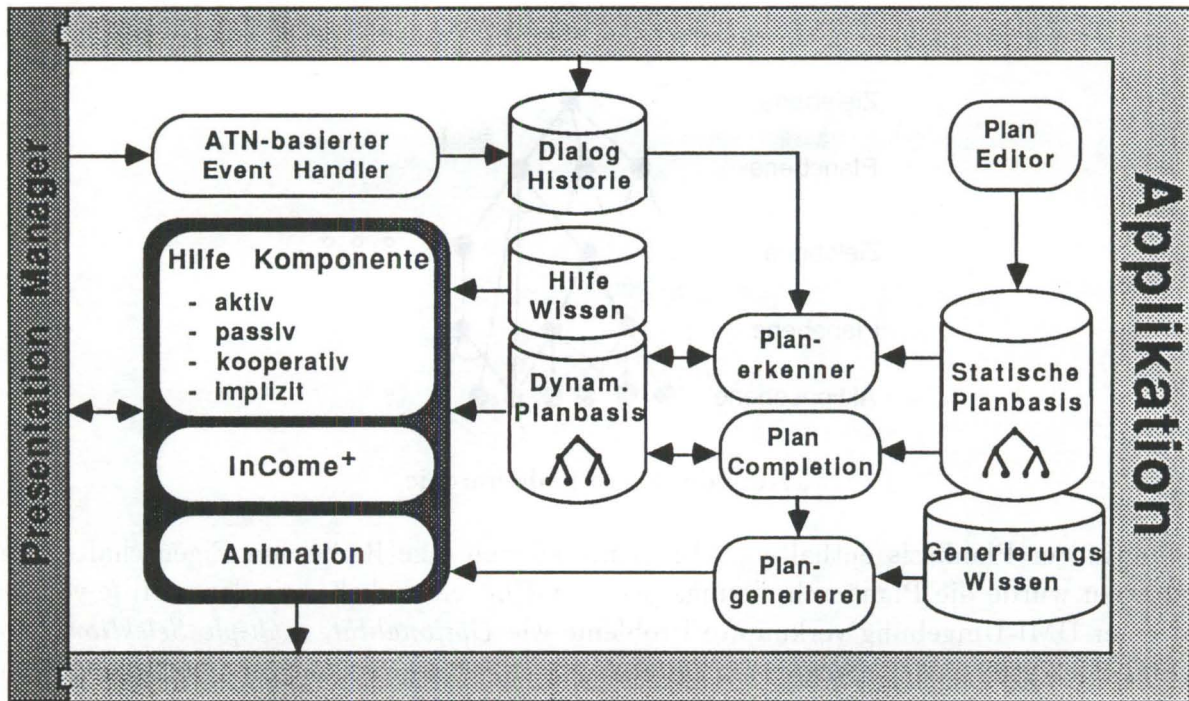 Presentation Manager
ATN-basierter
Event Handler
Dialog
Historie
Plan
Editor
Hilfe Komponente
- aktiv
- passiv
- kooperativ
- implizit
InCome+
Animation
Hilfe
Wissen
Dynam.
Planbasis
Plan-
erkenner
Plan
Completion
Plan-
generierer
Statische
Planbasis
Generierungs
Wissen
Applikation